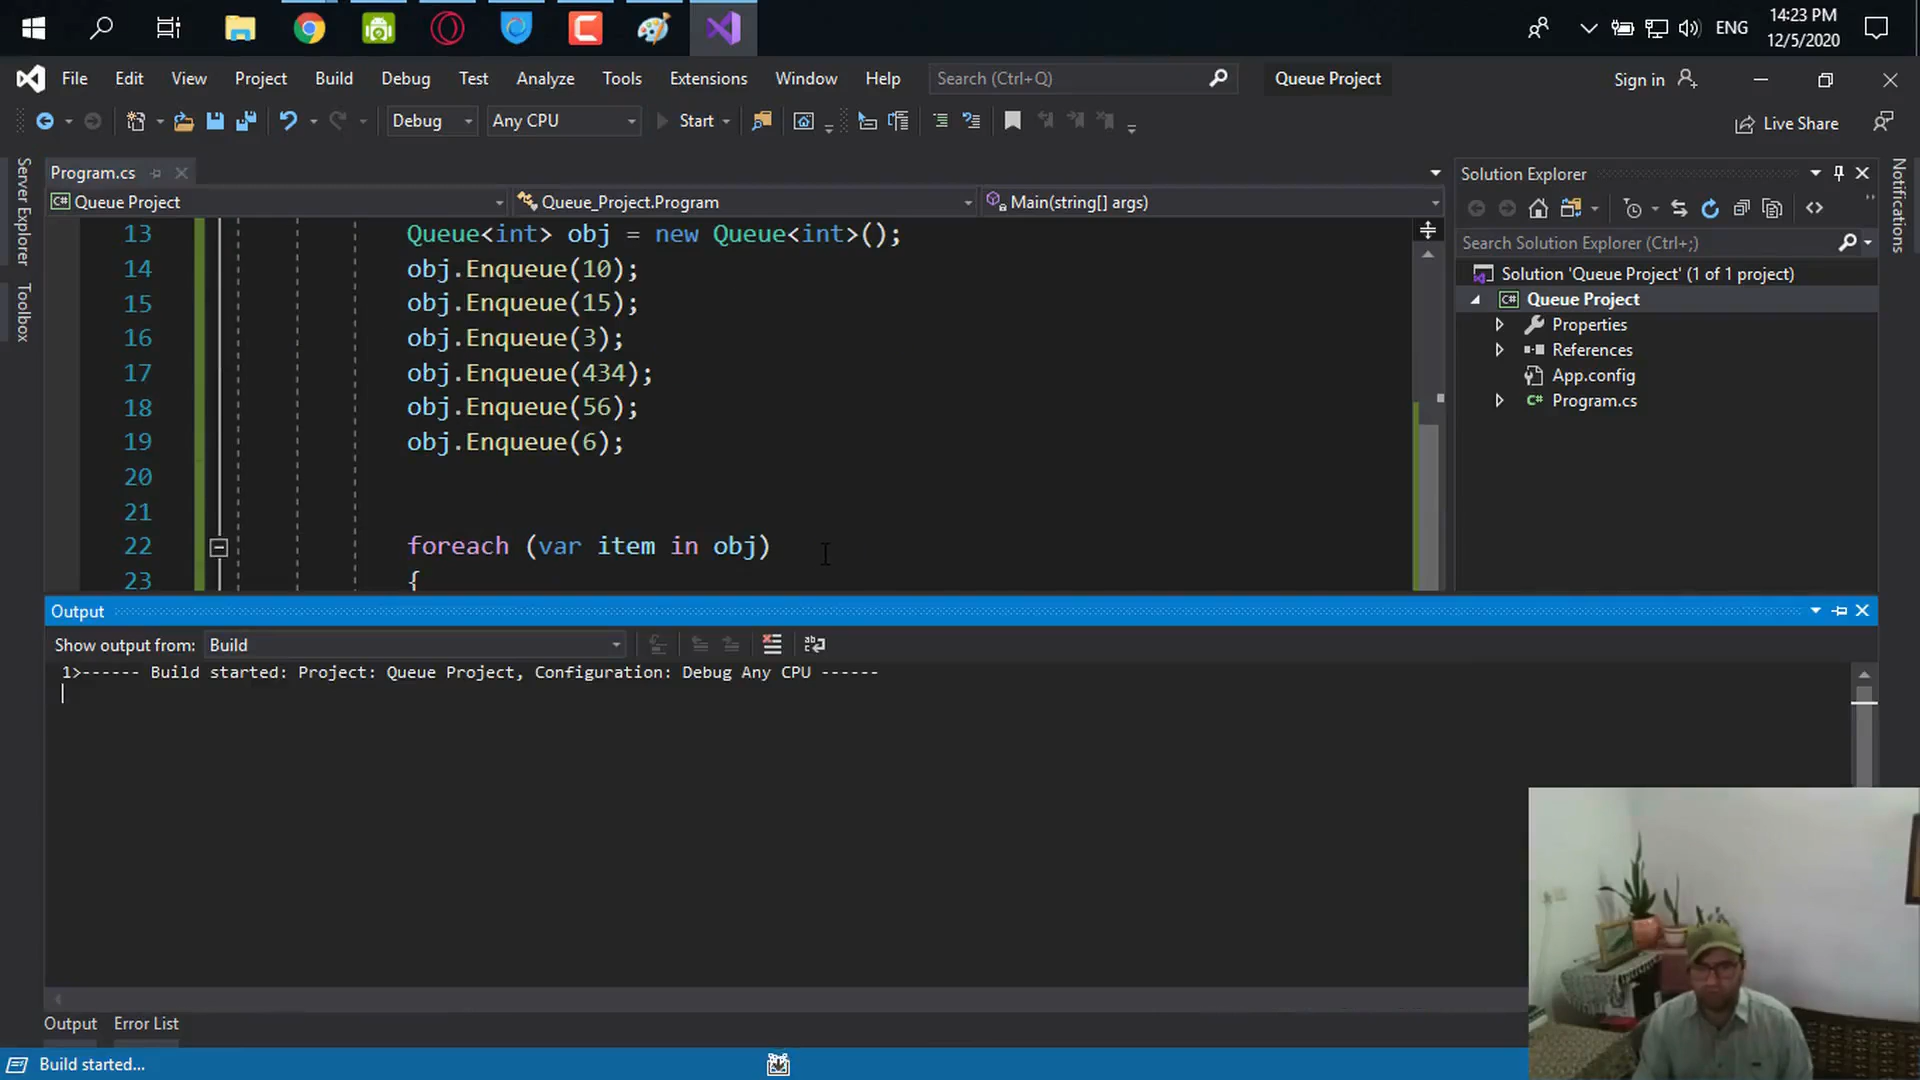 ENG
14:23 PM
12/5/2020
File Edit View Project Build Debug Test Analyze Tools Extensions Window Help
Search (Ctrl+Q)
Queue Project
Sign in
Debug
Any CPU
Start
Live Share
Server Explorer
Toolbox
Program.cs
C# Queue Project
Queue_Project.Program
Main(string[] args)
13 Queue<int> obj = new Queue<int>();
14 obj.Enqueue(10);
15 obj.Enqueue(15);
16 obj.Enqueue(3);
17 obj.Enqueue(434);
18 obj.Enqueue(56);
19 obj.Enqueue(6);
20
21
22 foreach (var item in obj)
23 {
Solution Explorer
Search Solution Explorer (Ctrl+;)
Solution 'Queue Project' (1 of 1 project)
C# Queue Project
Properties
References
App.config
C# Program.cs
Notifications
Output
Show output from: Build
1>------ Build started: Project: Queue Project, Configuration: Debug Any CPU ------
Output Error List
Build started...